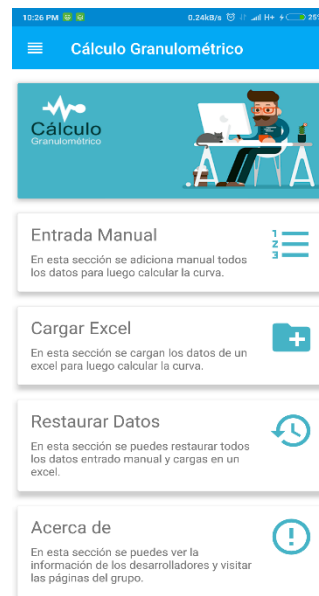 10:26 PM 0.24kB/s H+ 25%
Cálculo Granulométrico
Cálculo
Granulométrico
Entrada Manual
1
2
3
En esta sección se adiciona manual todos
los datos para luego calcular la curva.
Cargar Excel
En esta sección se cargan los datos de un
excel para luego calcular la curva.
Restaurar Datos
En esta sección se puedes restaurar todos
los datos entrado manual y cargas en un
excel.
Acerca de
En esta sección se puedes ver la
información de los desarrolladores y visitar
las páginas del grupo.